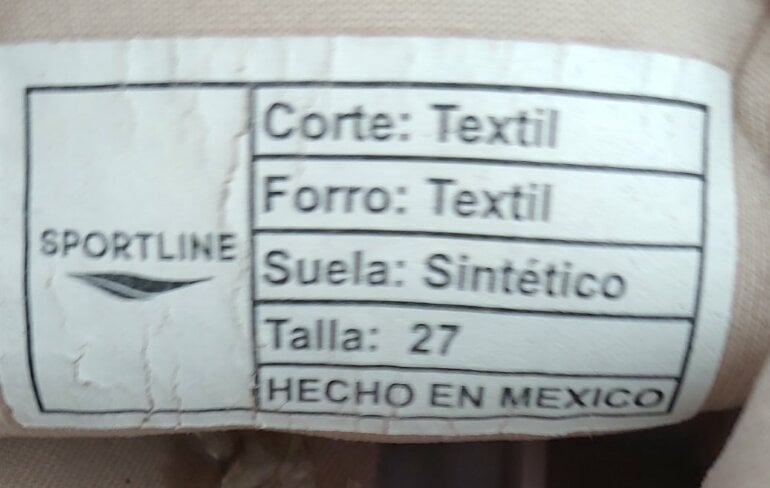 SPORTLINE
Corte: Textil
Forro: Textil
Suela: Sintético
Talla: 27
HECHO EN MEXICO